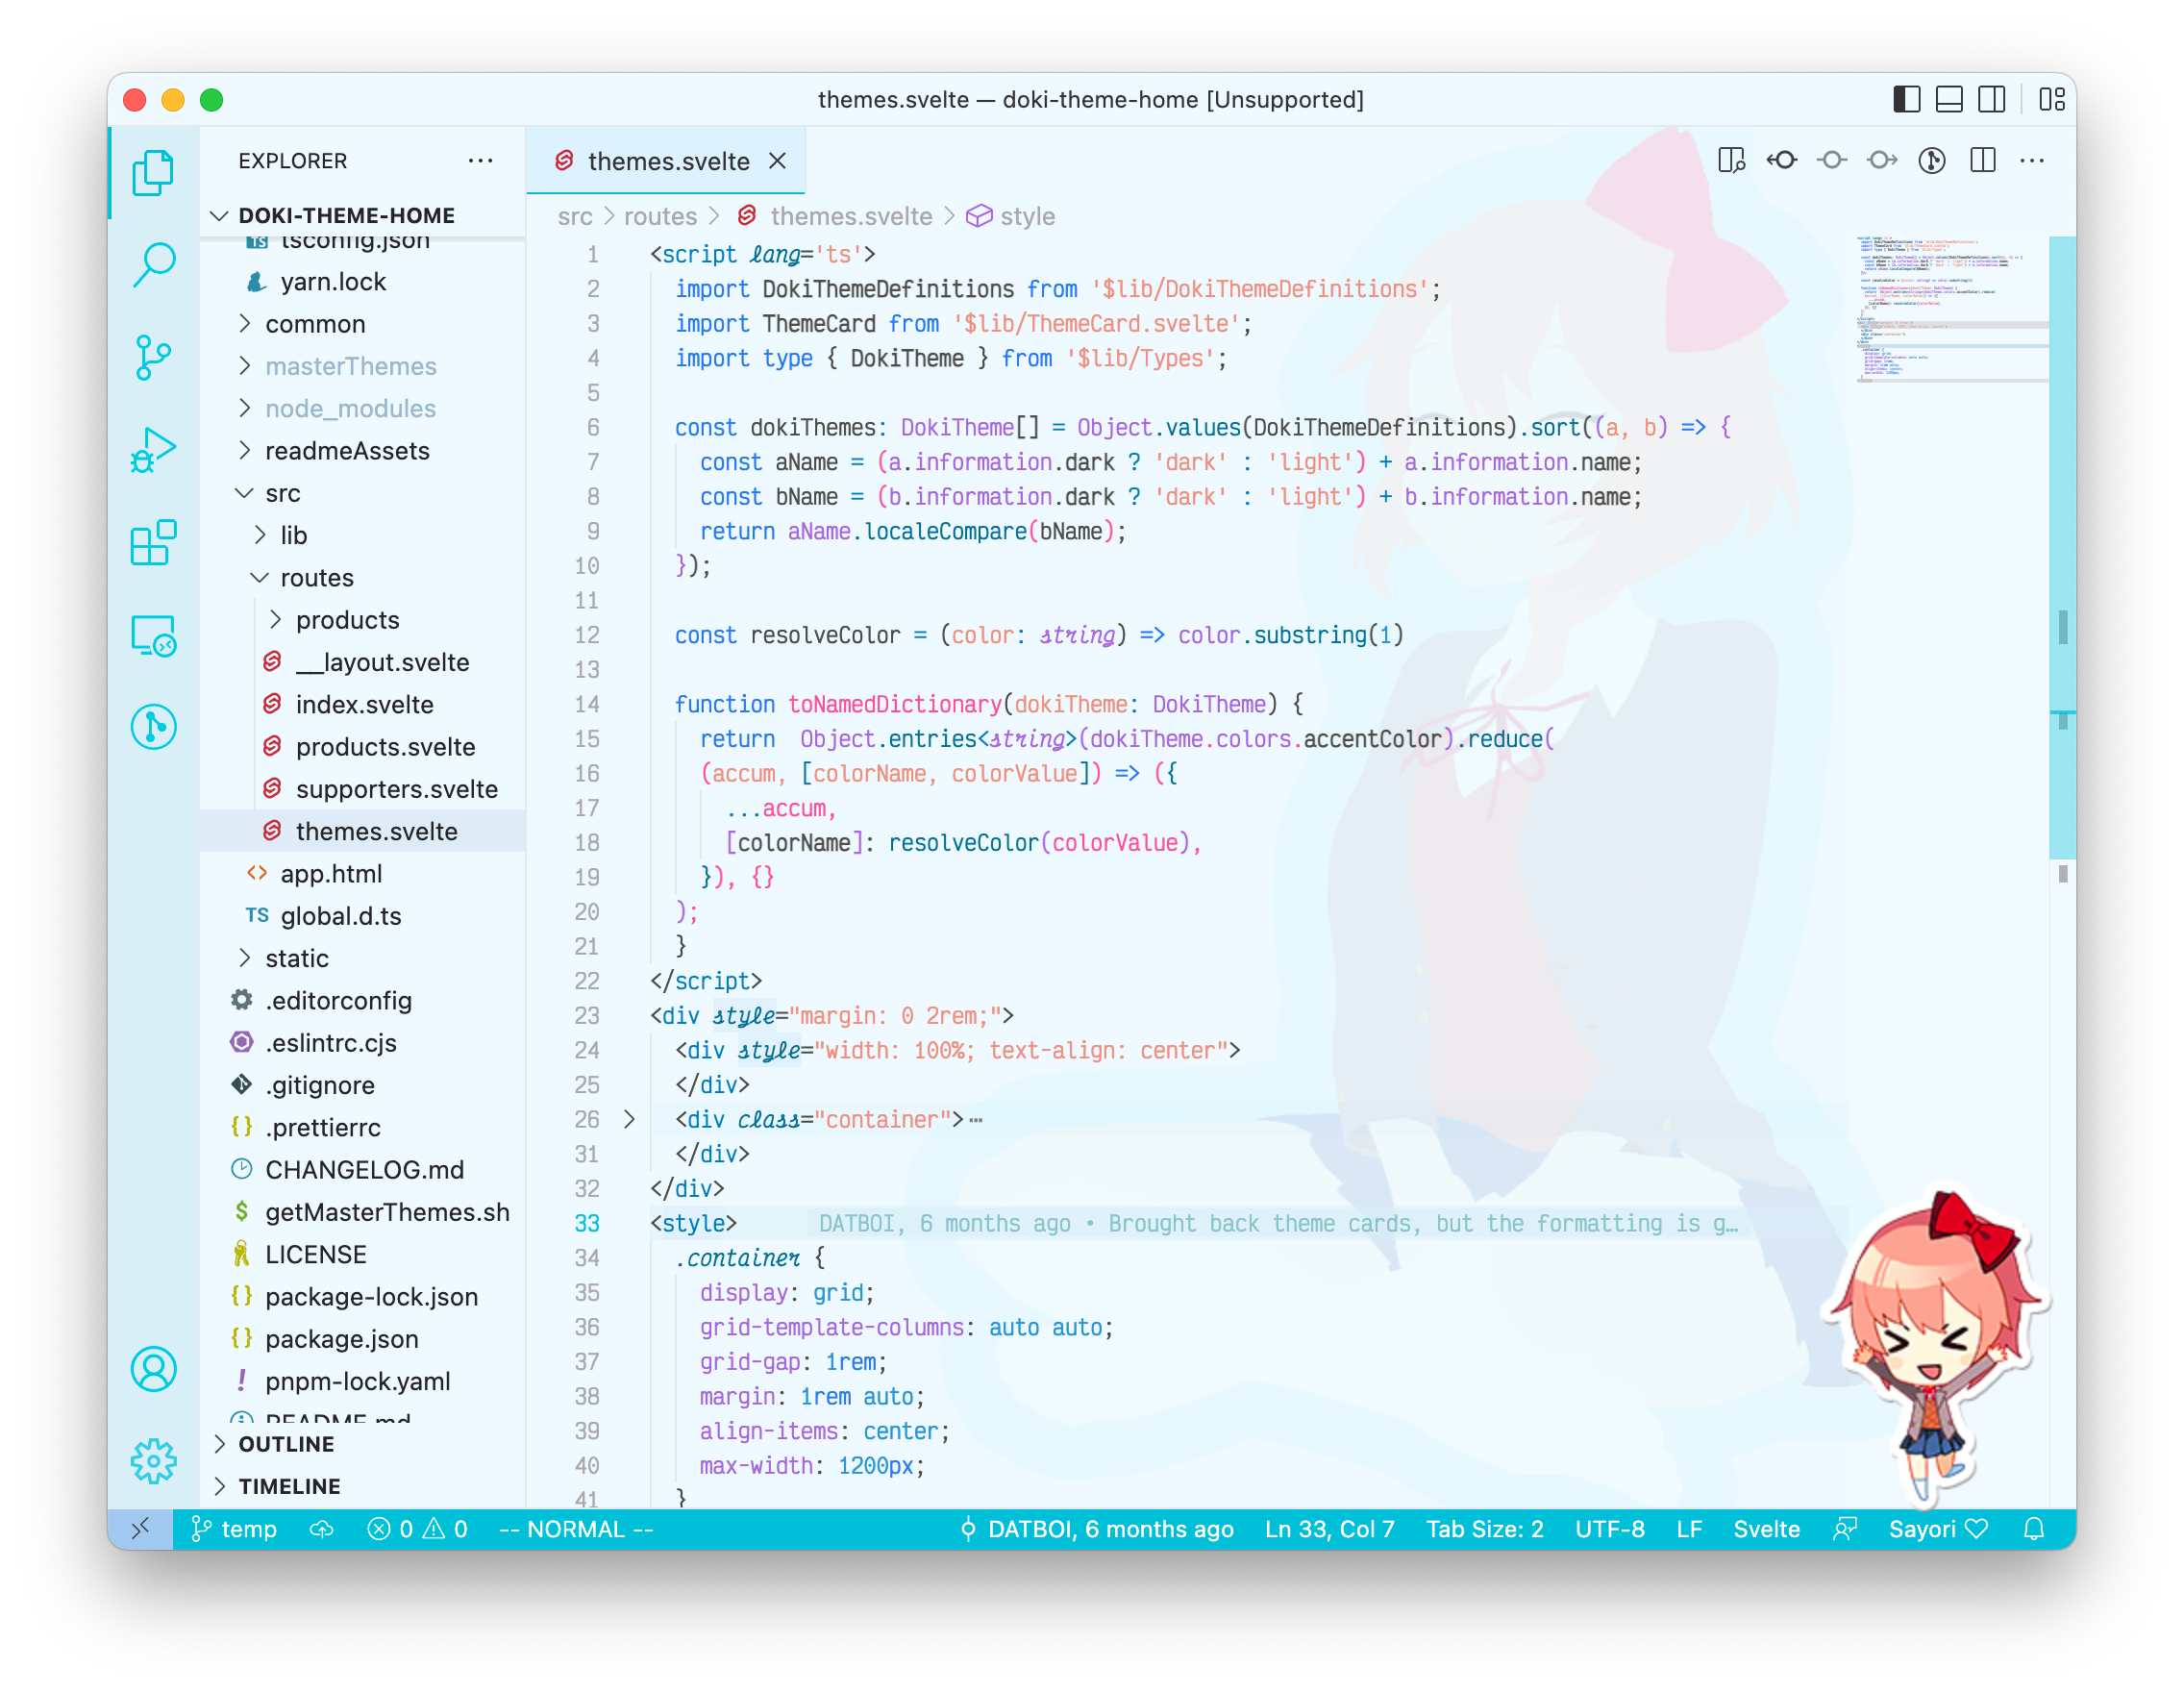 themes.svelte — doki-theme-home [Unsupported]
EXPLORER
DOKI-THEME-HOME
TS tsconfig.json
yarn.lock
common
masterThemes
node_modules
readmeAssets
src
lib
routes
products
__layout.svelte
index.svelte
products.svelte
supporters.svelte
themes.svelte
<> app.html
TS global.d.ts
static
.editorconfig
.eslintrc.cjs
.gitignore
{} .prettierrc
CHANGELOG.md
$ getMasterThemes.sh
LICENSE
{} package-lock.json
{} package.json
! pnpm-lock.yaml
README.md
OUTLINE
TIMELINE
themes.svelte
src > routes > themes.svelte > style
1 <script lang='ts'>
2 import DokiThemeDefinitions from '$lib/DokiThemeDefinitions';
3 import ThemeCard from '$lib/ThemeCard.svelte';
4 import type { DokiTheme } from '$lib/Types';
5
6 const dokiThemes: DokiTheme[] = Object.values(DokiThemeDefinitions).sort((a, b) => {
7 const aName = (a.information.dark ? 'dark' : 'light') + a.information.name;
8 const bName = (b.information.dark ? 'dark' : 'light') + b.information.name;
9 return aName.localeCompare(bName);
10 });
11
12 const resolveColor = (color: string) => color.substring(1)
13
14 function toNamedDictionary(dokiTheme: DokiTheme) {
15 return  Object.entries<string>(dokiTheme.colors.accentColor).reduce(
16 (accum, [colorName, colorValue]) => ({
17 ...accum,
18 [colorName]: resolveColor(colorValue),
19 }), {}
20 );
21 }
22 </script>
23 <div style="margin: 0 2rem;">
24 <div style="width: 100%; text-align: center">
25 </div>
26 <div class="container">⋯
31 </div>
32 </div>
33 <style> DATBOI, 6 months ago • Brought back theme cards, but the formatting is g…
34 .container {
35 display: grid;
36 grid-template-columns: auto auto;
37 grid-gap: 1rem;
38 margin: 1rem auto;
39 align-items: center;
40 max-width: 1200px;
41 }
temp 0 0 -- NORMAL -- DATBOI, 6 months ago Ln 33, Col 7 Tab Size: 2 UTF-8 LF Svelte Sayori ♡